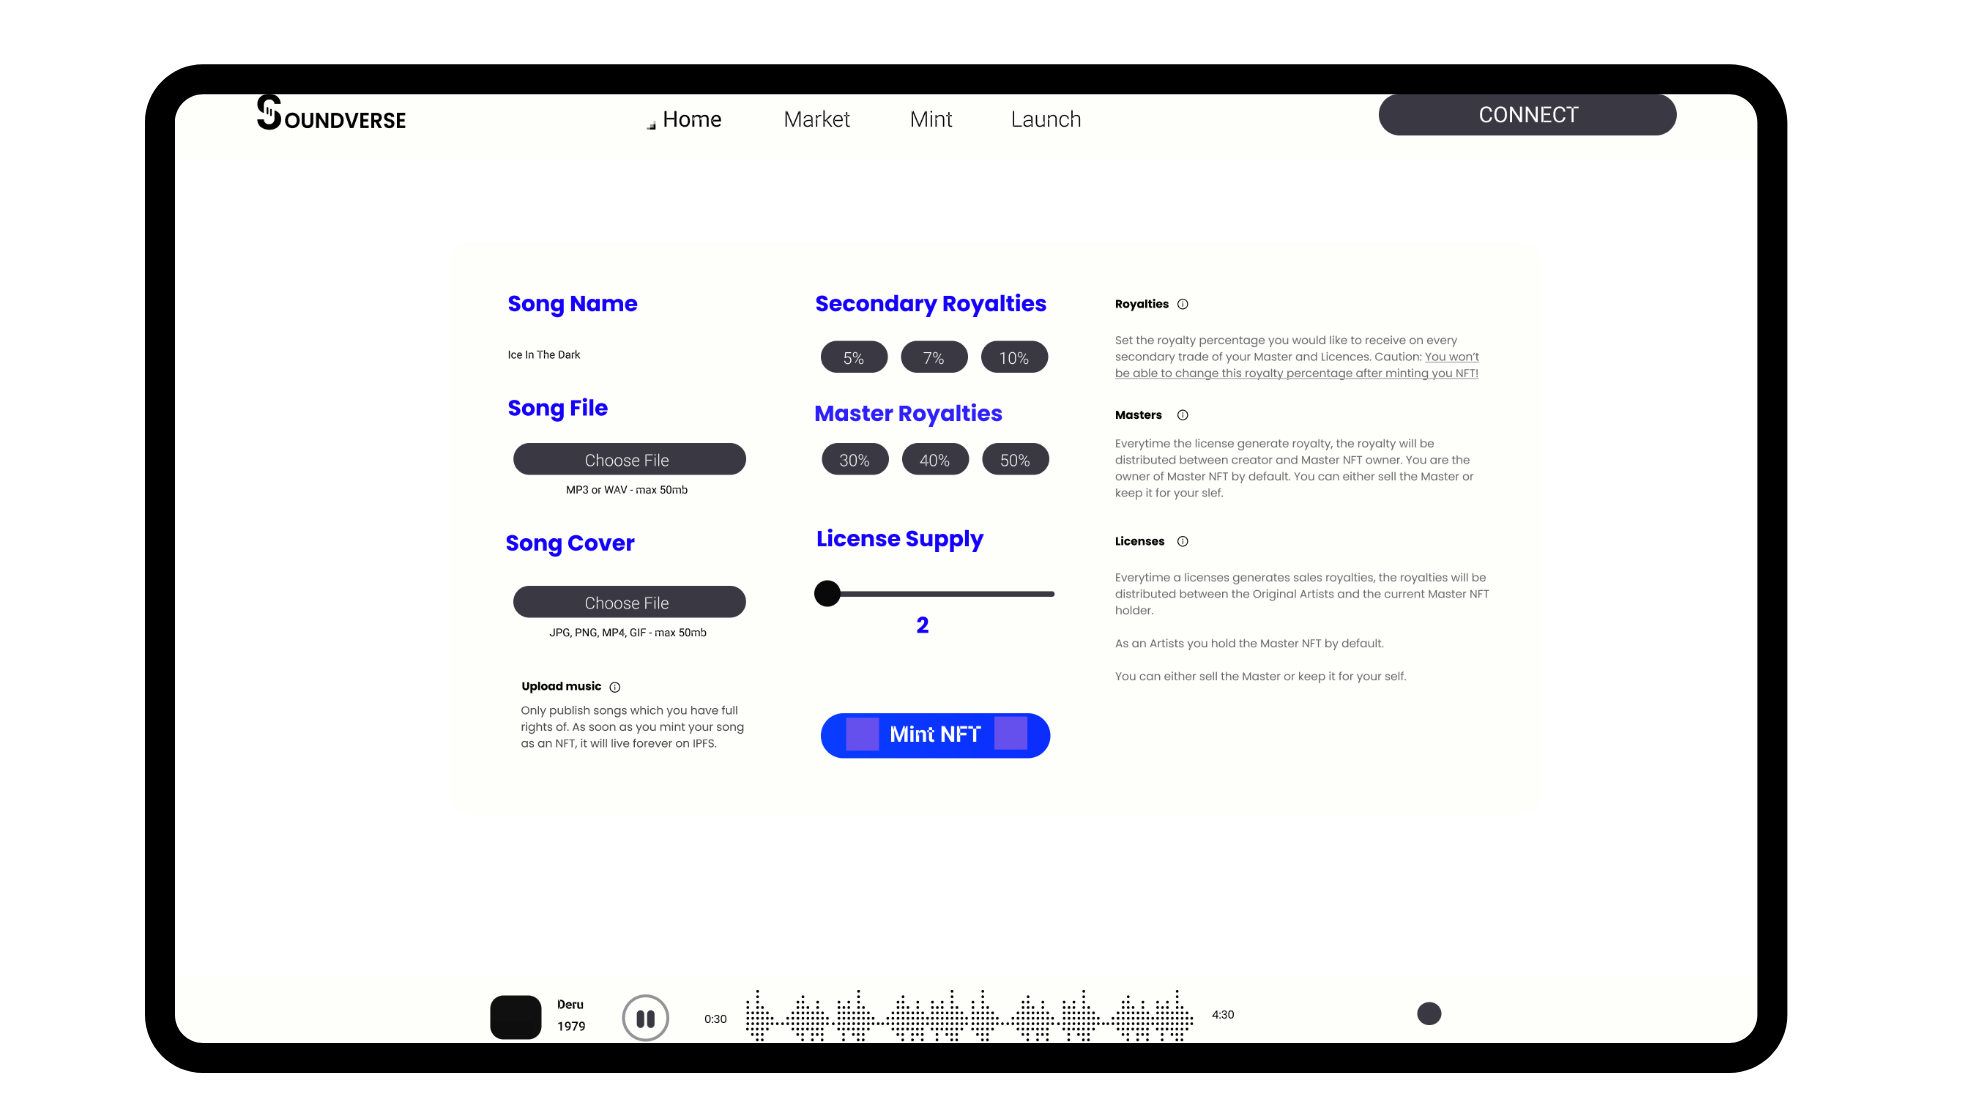 SOUNDVERSE
Home
Market
Mint
Launch
CONNECT
Song Name
Ice In The Dark
Song File
Choose File
MP3 or WAV - max 50mb
Song Cover
Choose File
JPG, PNG, MP4, GIF - max 50mb
Upload music
Only publish songs which you have full
rights of. As soon as you mint your song
as an NFT, it will live forever on IPFS.
Secondary Royalties
5%
7%
10%
Master Royalties
30%
40%
50%
License Supply
2
Mint NFT
Royalties
Set the royalty percentage you would like to receive on every
secondary trade of your Master and Licences. Caution: You won't
be able to change this royalty percentage after minting you NFT!
Masters
Everytime the license generate royalty, the royalty will be
distributed between creator and Master NFT owner. You are the
owner of Master NFT by default. You can either sell the Master or
keep it for your slef.
Licenses
Everytime a licenses generates sales royalties, the royalties will be
distributed between the Original Artists and the current Master NFT
holder.
As an Artists you hold the Master NFT by default.
You can either sell the Master or keep it for your self.
Deru
1979
0:30
4:30